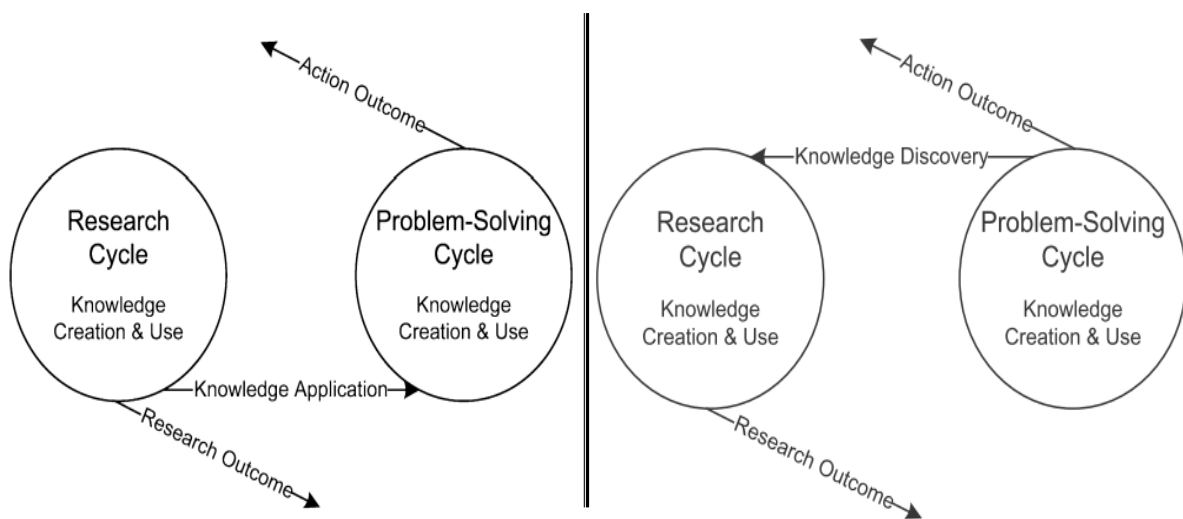 Action Outcome
Research
Cycle
Knowledge
Creation & Use
Problem-Solving
Cycle
Knowledge
Creation & Use
Knowledge Application
Research Outcome
Action Outcome
Knowledge Discovery
Research
Cycle
Knowledge
Creation & Use
Problem-Solving
Cycle
Knowledge
Creation & Use
Research Outcome